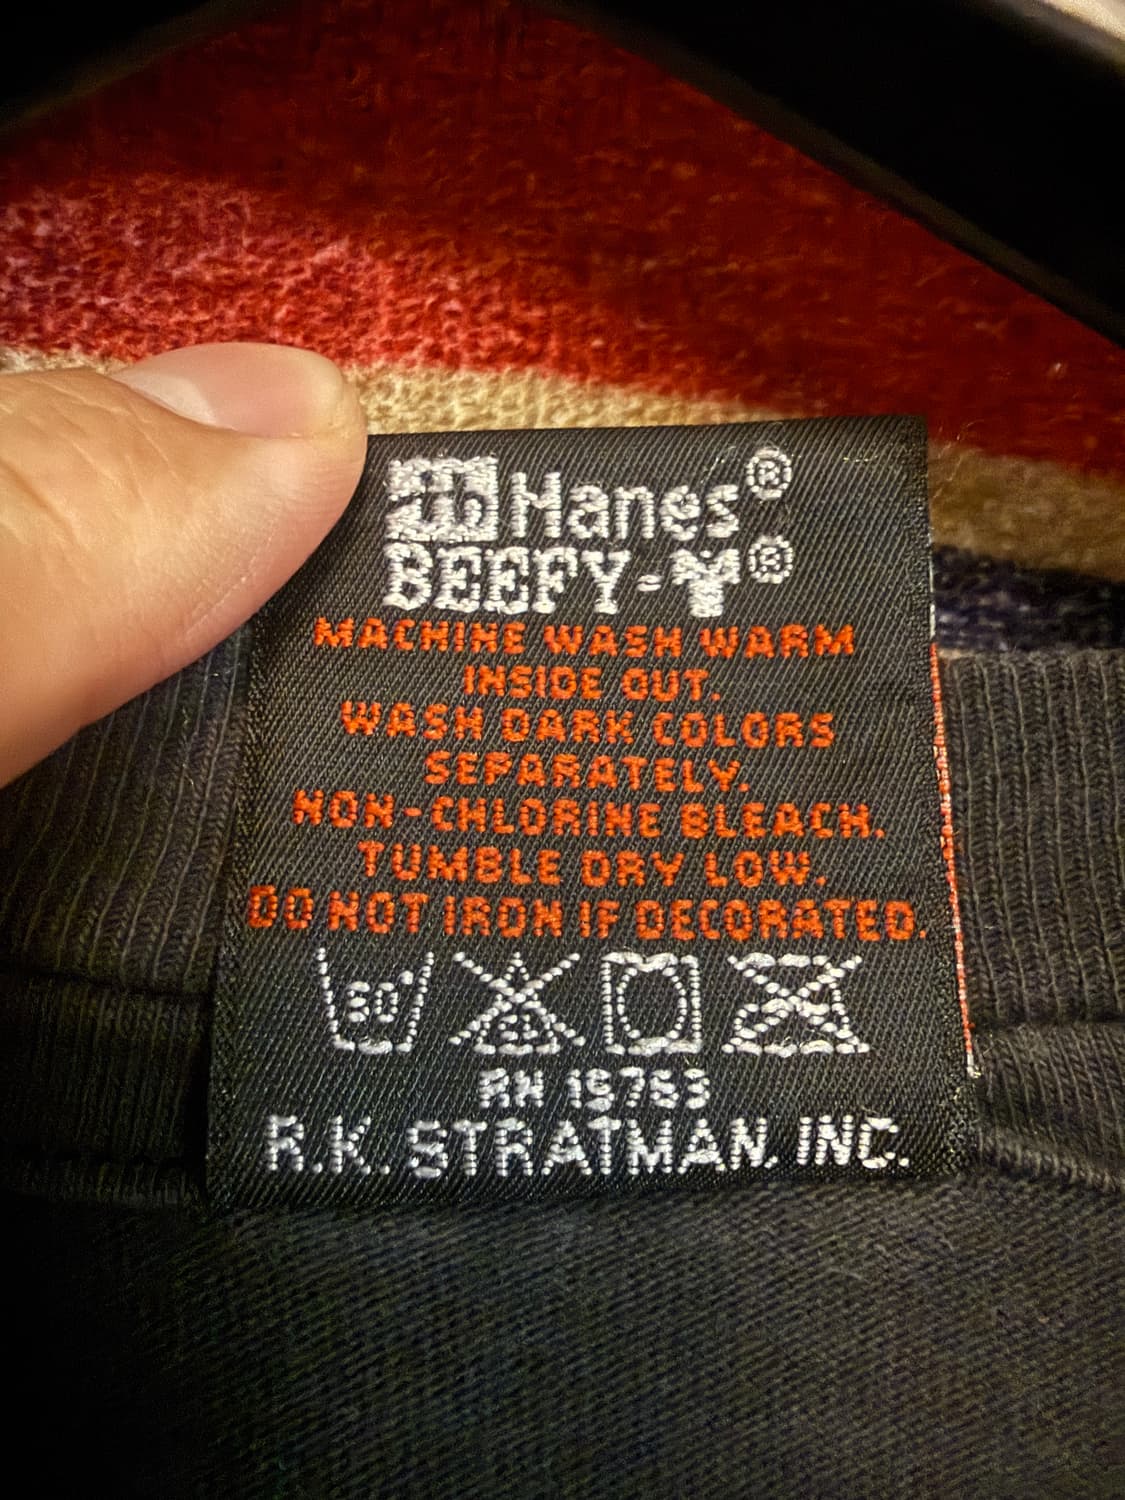 Hanes®
BEEFY-T®
MACHINE WASH WARM
INSIDE OUT.
WASH DARK COLORS
SEPARATELY.
NON-CHLORINE BLEACH.
TUMBLE DRY LOW.
DO NOT IRON IF DECORATED.
CL
RN 15763
R.K. STRATMAN, INC.